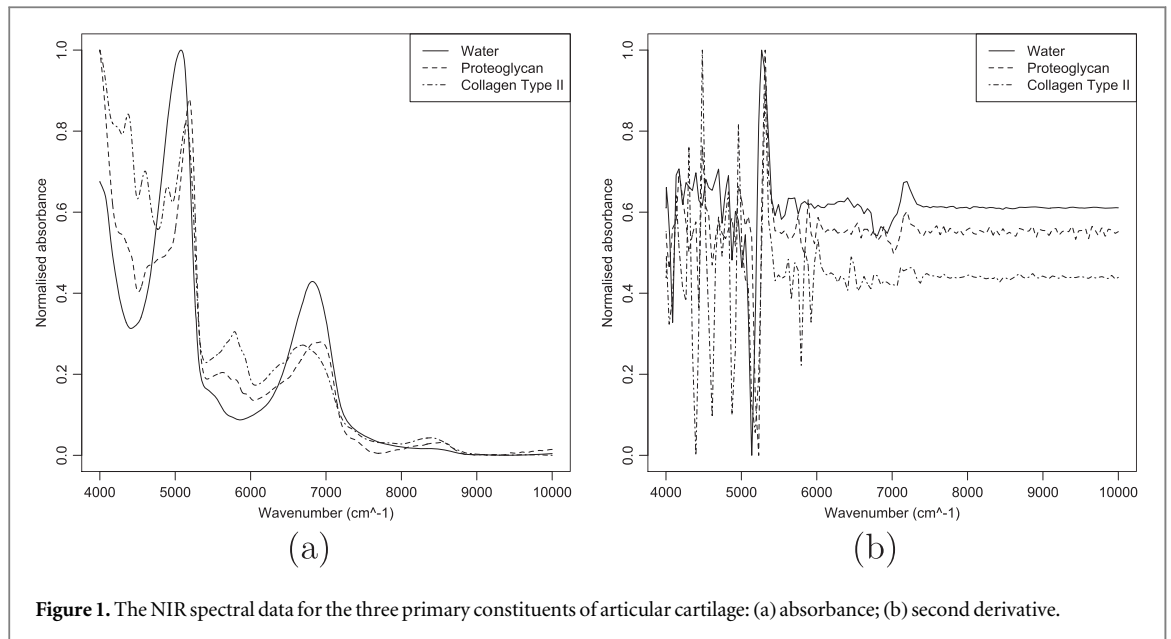 Water
Proteoglycan
Collagen Type II
1.0
0.8
0.6
0.4
0.2
0.0
Normalised absorbance
4000 5000 6000 7000 8000 9000 10000
Wavenumber (cm^-1)
(a)
Water
Proteoglycan
Collagen Type II
1.0
0.8
0.6
0.4
0.2
0.0
Normalised absorbance
4000 5000 6000 7000 8000 9000 10000
Wavenumber (cm^-1)
(b)
Figure 1. The NIR spectral data for the three primary constituents of articular cartilage: (a) absorbance; (b) second derivative.